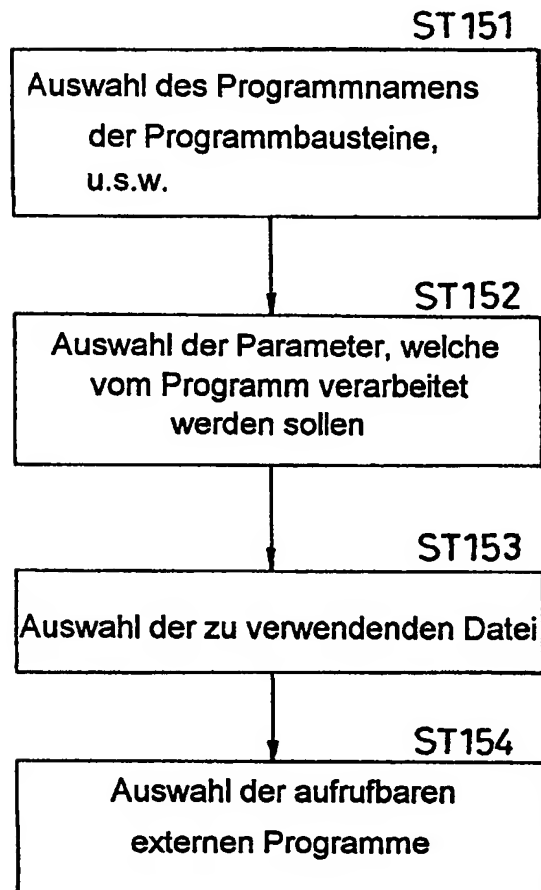 ST151
Auswahl des Programmnamens
der Programmbausteine,
u.s.w.
ST152
Auswahl der Parameter, welche
vom Programm verarbeitet
werden sollen
ST153
Auswahl der zu verwendenden Datei
ST154
Auswahl der aufrufbaren
externen Programme